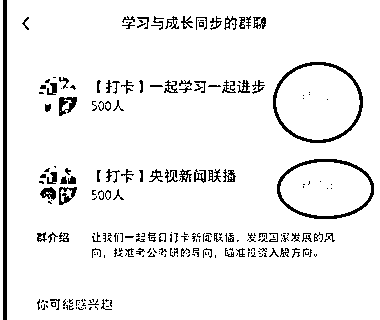 学习与成长同步的群聊
【打卡】一起学习一起进步
500人
【打卡】央视新闻联播
500人
群介绍 让我们一起每日打卡新闻联播，发现国家发展的风
向，找准考公考研的导向，瞄准投资入股方向。
你可能感兴趣